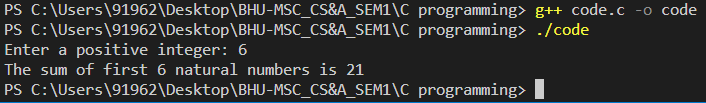 PS C:\Users\91962\Desktop\BHU-MSC_CS&A_SEM1\C programming> g++ code.c -o code
PS C:\Users\91962\Desktop\BHU-MSC_CS&A_SEM1\C programming> ./code
Enter a positive integer: 6
The sum of first 6 natural numbers is 21
PS C:\Users\91962\Desktop\BHU-MSC_CS&A_SEM1\C programming>